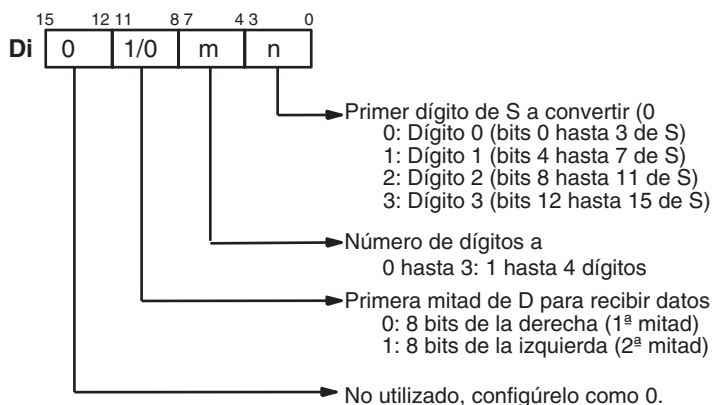 15 12 11 8 7 4 3 0
Di 0 1/0 m n
Primer dígito de S a convertir (0
0: Dígito 0 (bits 0 hasta 3 de S)
1: Dígito 1 (bits 4 hasta 7 de S)
2: Dígito 2 (bits 8 hasta 11 de S)
3: Dígito 3 (bits 12 hasta 15 de S)
Número de dígitos a
0 hasta 3: 1 hasta 4 dígitos
Primera mitad de D para recibir datos
0: 8 bits de la derecha (1ª mitad)
1: 8 bits de la izquierda (2ª mitad)
No utilizado, configúrelo como 0.